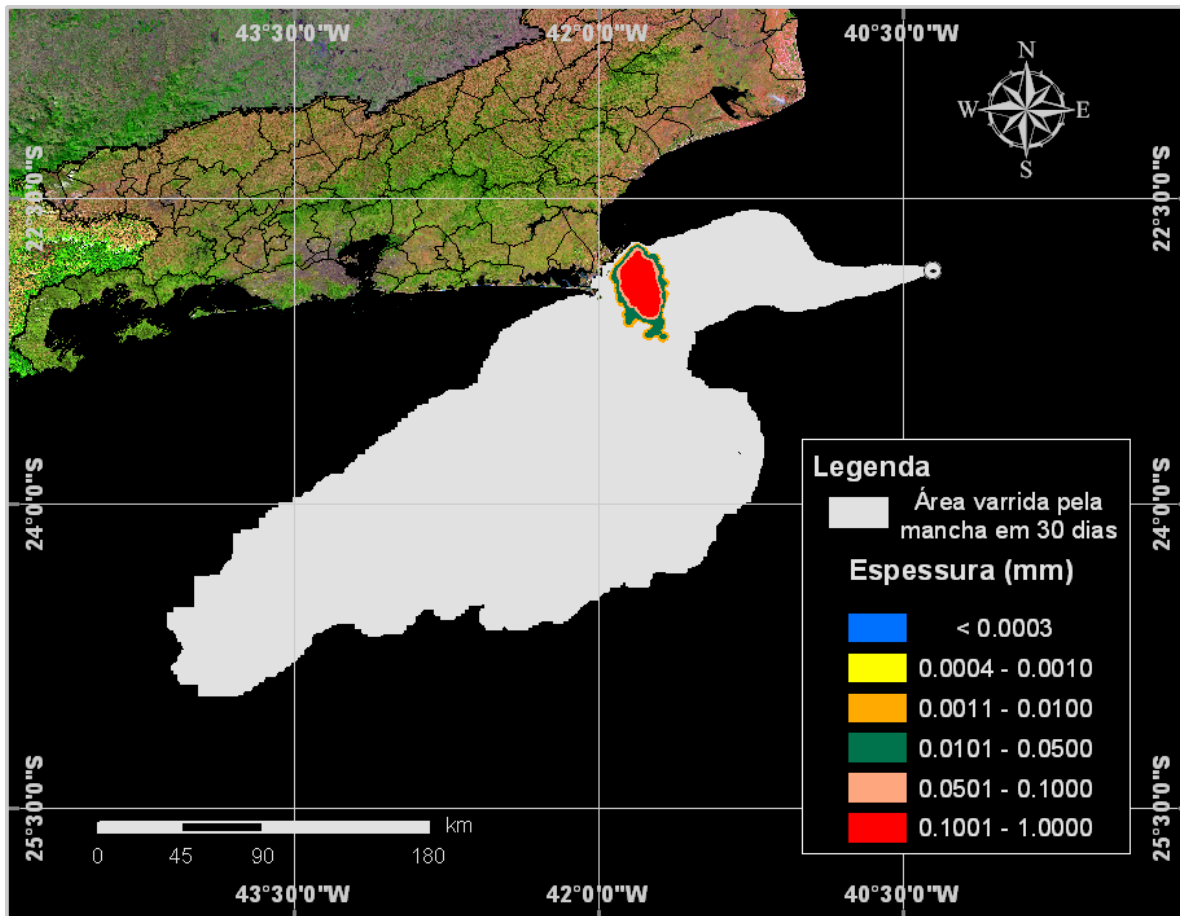 43°30'0"W 42°0'0"W 40°30'0"W
N
W E
S
22°30'0"S 22°30'0"S
24°0'0"S 24°0'0"S
25°30'0"S 25°30'0"S
Legenda
Área varrida pela
mancha em 30 dias
Espessura (mm)
< 0.0003
0.0004 - 0.0010
0.0011 - 0.0100
0.0101 - 0.0500
0.0501 - 0.1000
0.1001 - 1.0000
km
0 45 90 180
43°30'0"W 42°0'0"W 40°30'0"W